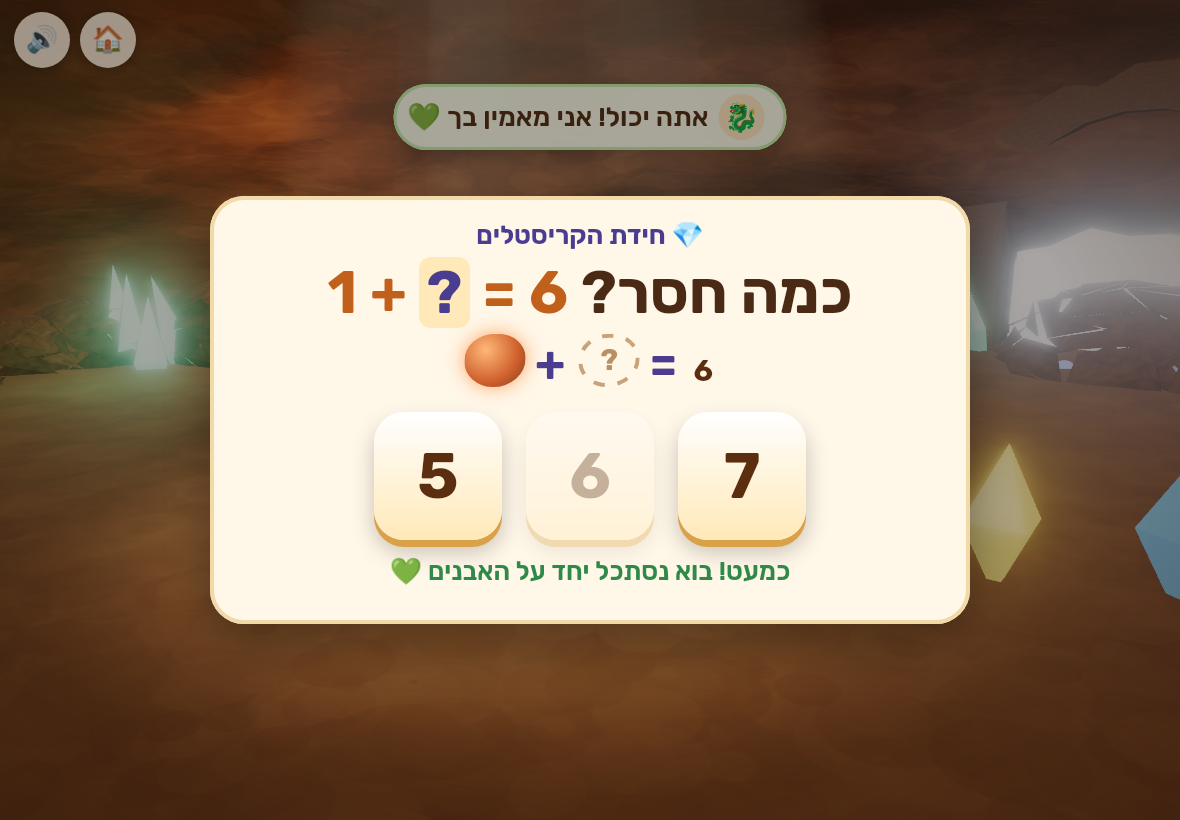 אתה יכול! אני מאמין בך 💚
💎 חידת הקריסטלים
כמה חסר? 1 + ? = 6
+ ? = 6
5 6 7
כמעט! בוא נסתכל יחד על האבנים 💚